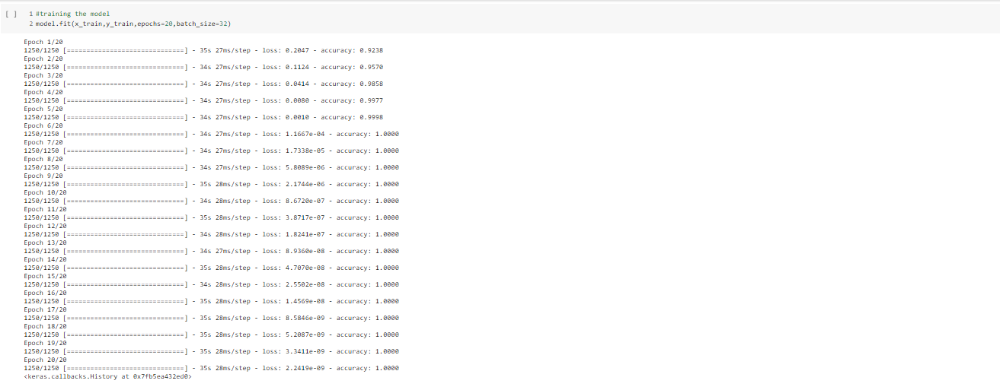 [ ] 1 #training the model
2 model.fit(x_train,y_train,epochs=20,batch_size=32)
Epoch 1/20
1250/1250 [==============================] - 35s 27ms/step - loss: 0.2047 - accuracy: 0.9238
Epoch 2/20
1250/1250 [==============================] - 34s 27ms/step - loss: 0.1124 - accuracy: 0.9570
Epoch 3/20
1250/1250 [==============================] - 34s 27ms/step - loss: 0.0414 - accuracy: 0.9858
Epoch 4/20
1250/1250 [==============================] - 34s 27ms/step - loss: 0.0080 - accuracy: 0.9977
Epoch 5/20
1250/1250 [==============================] - 34s 27ms/step - loss: 0.0010 - accuracy: 0.9998
Epoch 6/20
1250/1250 [==============================] - 34s 27ms/step - loss: 1.1667e-04 - accuracy: 1.0000
Epoch 7/20
1250/1250 [==============================] - 34s 27ms/step - loss: 1.7338e-05 - accuracy: 1.0000
Epoch 8/20
1250/1250 [==============================] - 34s 27ms/step - loss: 5.8089e-06 - accuracy: 1.0000
Epoch 9/20
1250/1250 [==============================] - 35s 28ms/step - loss: 2.1744e-06 - accuracy: 1.0000
Epoch 10/20
1250/1250 [==============================] - 34s 28ms/step - loss: 8.6720e-07 - accuracy: 1.0000
Epoch 11/20
1250/1250 [==============================] - 35s 28ms/step - loss: 3.8717e-07 - accuracy: 1.0000
Epoch 12/20
1250/1250 [==============================] - 34s 28ms/step - loss: 1.8241e-07 - accuracy: 1.0000
Epoch 13/20
1250/1250 [==============================] - 34s 27ms/step - loss: 8.9360e-08 - accuracy: 1.0000
Epoch 14/20
1250/1250 [==============================] - 35s 28ms/step - loss: 4.7070e-08 - accuracy: 1.0000
Epoch 15/20
1250/1250 [==============================] - 34s 28ms/step - loss: 2.5502e-08 - accuracy: 1.0000
Epoch 16/20
1250/1250 [==============================] - 35s 28ms/step - loss: 1.4569e-08 - accuracy: 1.0000
Epoch 17/20
1250/1250 [==============================] - 35s 28ms/step - loss: 8.5846e-09 - accuracy: 1.0000
Epoch 18/20
1250/1250 [==============================] - 35s 28ms/step - loss: 5.2087e-09 - accuracy: 1.0000
Epoch 19/20
1250/1250 [==============================] - 35s 28ms/step - loss: 3.3411e-09 - accuracy: 1.0000
Epoch 20/20
1250/1250 [==============================] - 35s 28ms/step - loss: 2.2419e-09 - accuracy: 1.0000
<keras.callbacks.History at 0x7fb5ea432ed0>